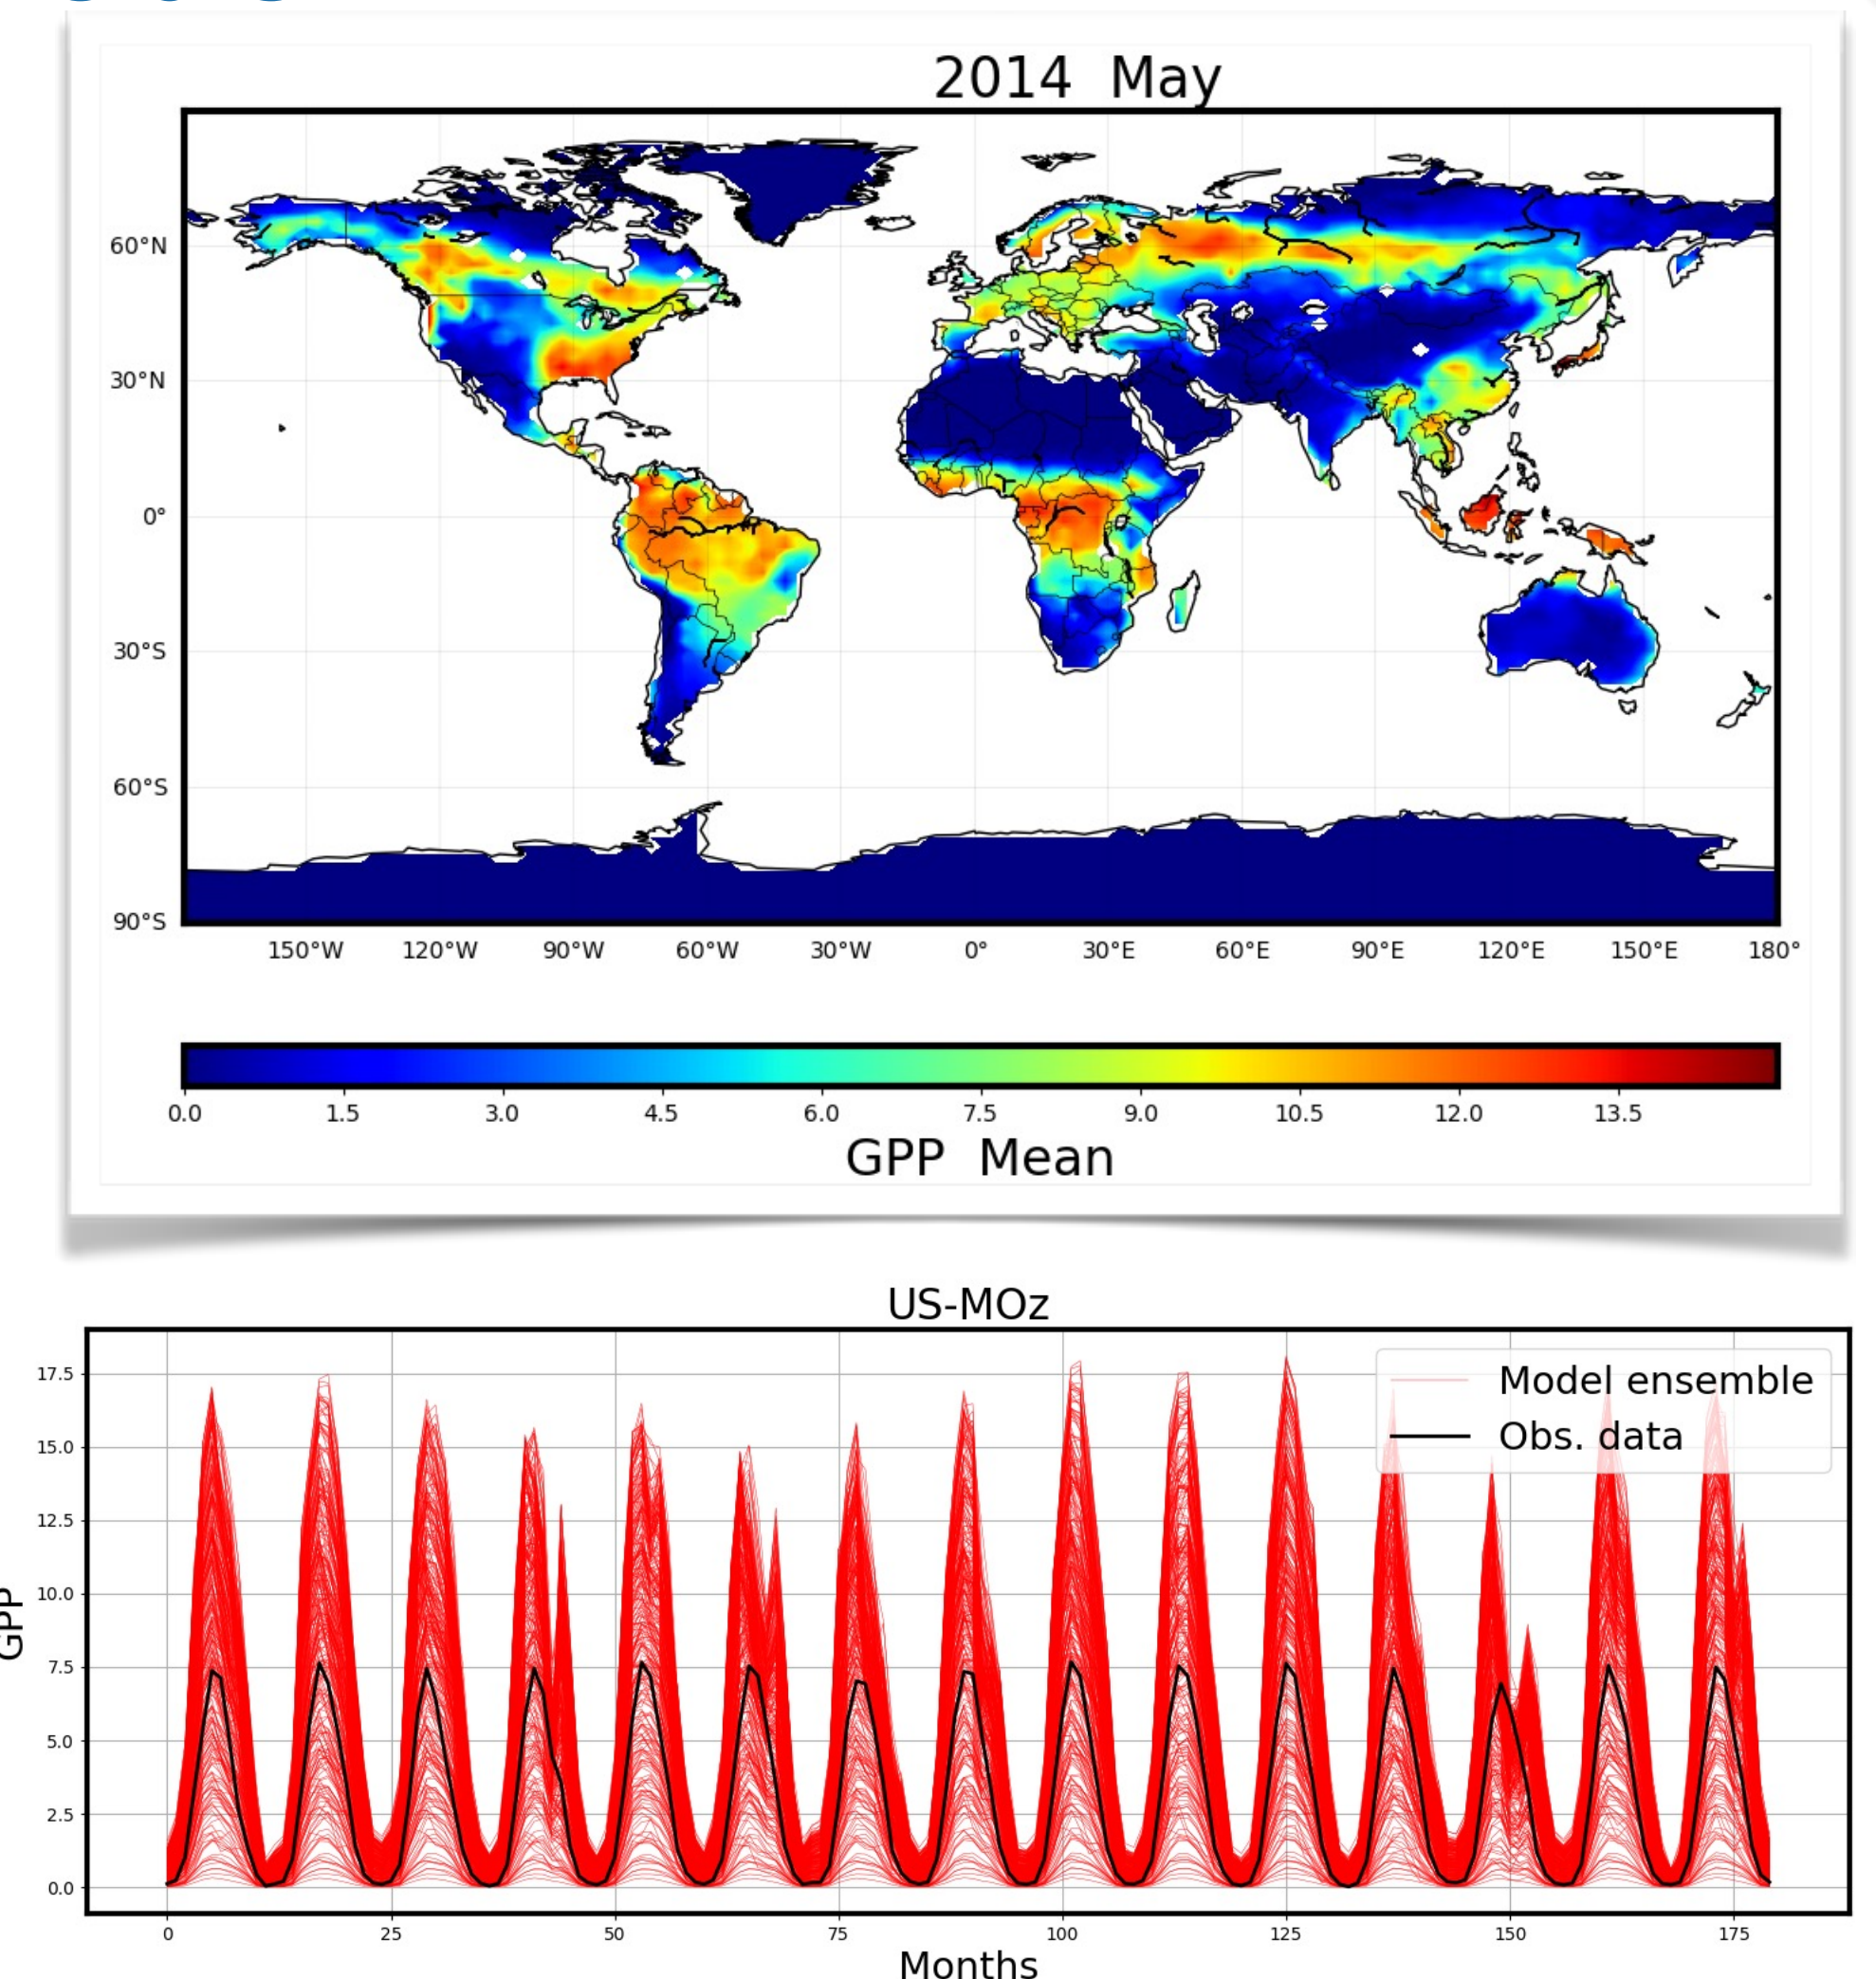 2014 May
60°N
30°N
0°
30°S
60°S
90°S
150°W 120°W 90°W 60°W 30°W 0° 30°E 60°E 90°E 120°E 150°E 180°
0.0 1.5 3.0 4.5 6.0 7.5 9.0 10.5 12.0 13.5
GPP Mean
US-MOz
17.5
15.0
12.5
10.0
7.5
5.0
2.5
0.0
GPP
Model ensemble
Obs. data
0 25 50 75 100 125 150 175
Months